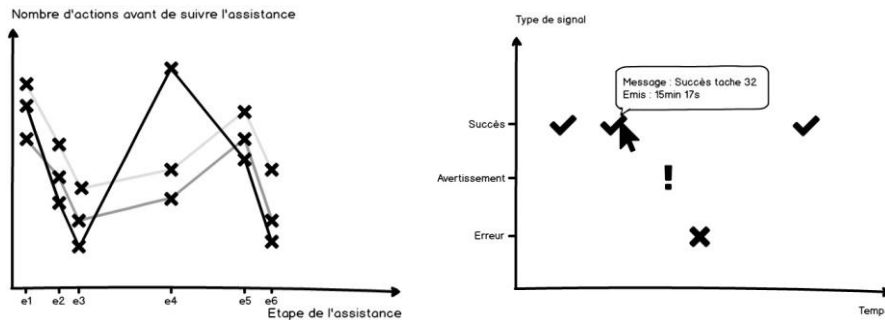 Nombre d'actions avant de suivre l'assistance
e1
e2
e3
e4
e5
e6
Etape de l'assistance
Type de signal
Message : Succès tache 32
Emis : 15min 17s
Succès
Avertissement
Erreur
Temp